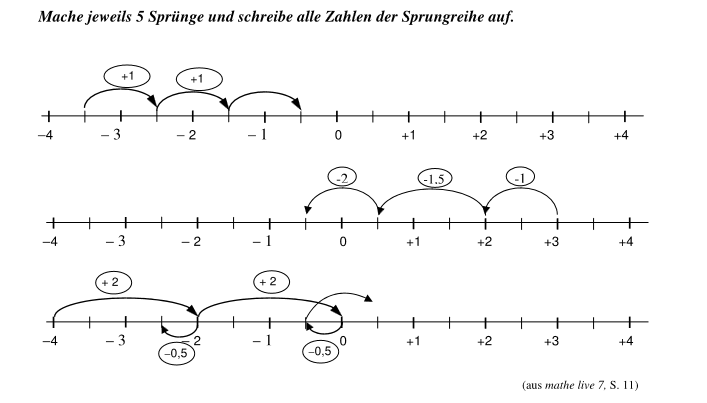 Mache jeweils 5 Sprünge und schreibe alle Zahlen der Sprungreihe auf.
+1 +1
–4 – 3 – 2 – 1 0 +1 +2 +3 +4
-2 -1,5 -1
–4 – 3 – 2 – 1 0 +1 +2 +3 +4
+ 2 + 2
–4 – 3 –2 – 1 0 +1 +2 +3 +4
–0,5 –0,5
(aus mathe live 7, S. 11)